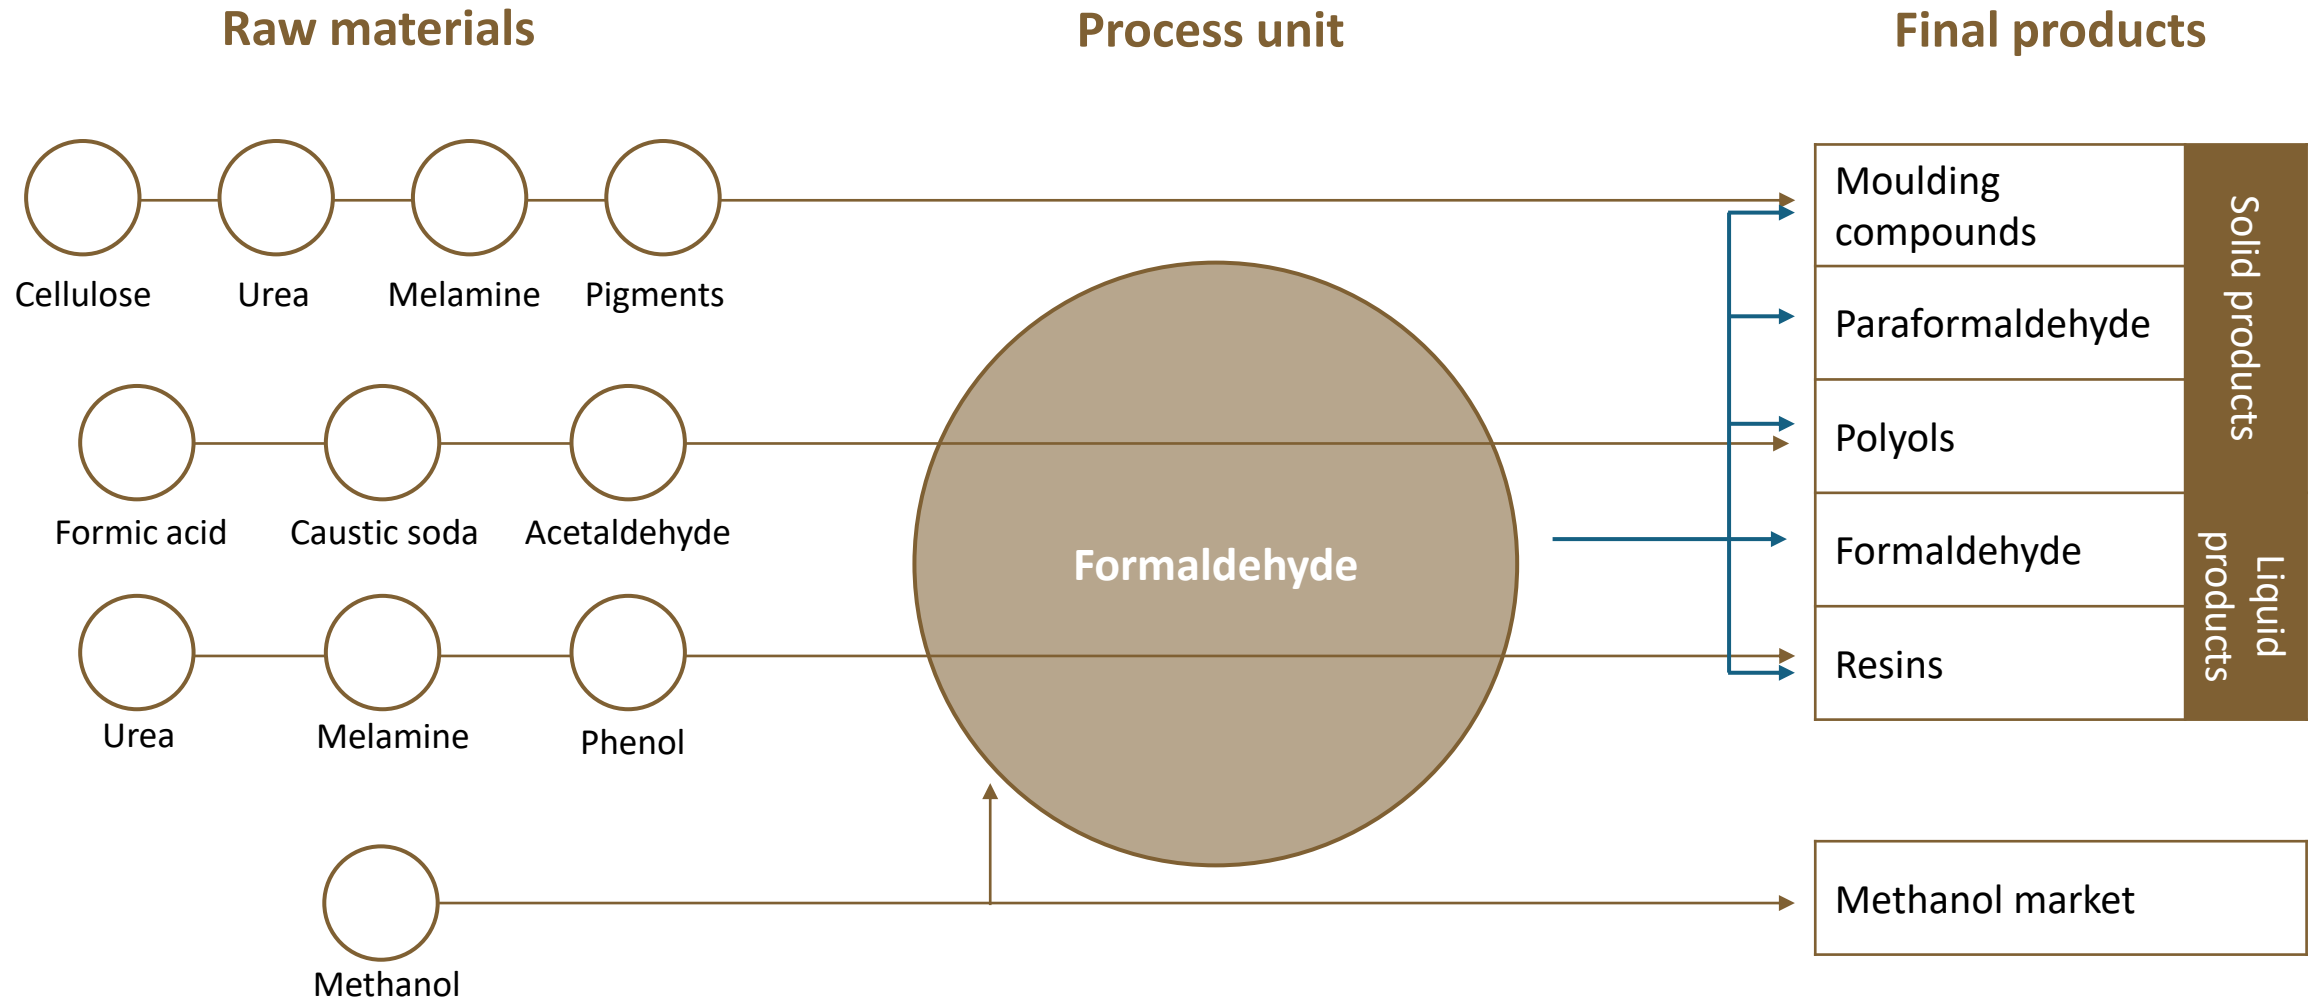 Raw materials
Process unit
Final products
Cellulose
Urea
Melamine
Pigments
Formic acid
Caustic soda
Acetaldehyde
Urea
Melamine
Phenol
Methanol
Formaldehyde
Moulding
compounds
Paraformaldehyde
Polyols
Formaldehyde
Resins
Solid products
Liquid
products
Methanol market